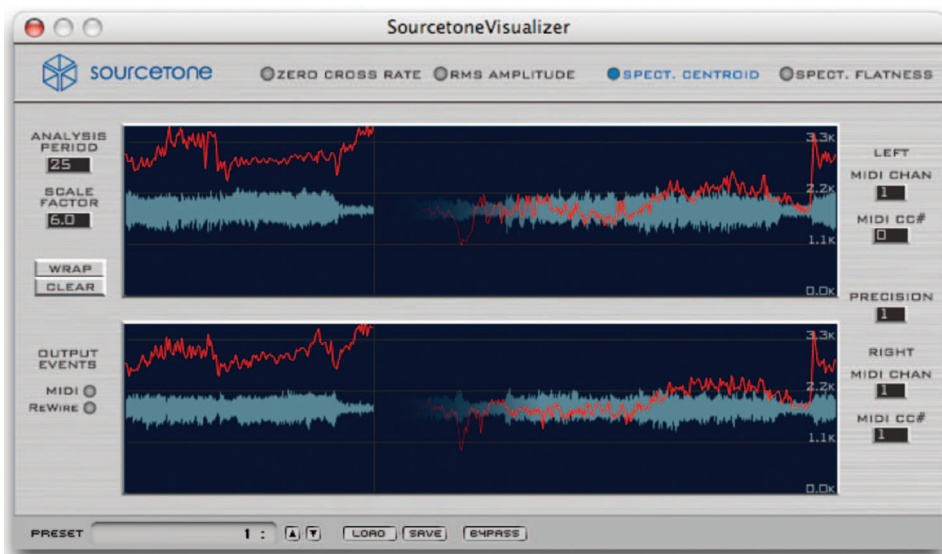 SourcetoneVisualizer
sourcetone
ZERO CROSS RATE
RMS AMPLITUDE
SPECT. CENTROID
SPECT. FLATNESS
ANALYSIS
PERIOD
25
SCALE
FACTOR
6.0
WRAP
CLEAR
OUTPUT
EVENTS
MIDI
REWIRE
3.3K
2.2K
1.1K
0.0K
3.3K
2.2K
1.1K
0.0K
LEFT
MIDI CHAN
1
MIDI CC#
0
PRECISION
1
RIGHT
MIDI CHAN
1
MIDI CC#
1
PRESET
1 :
LOAD
SAVE
BYPASS